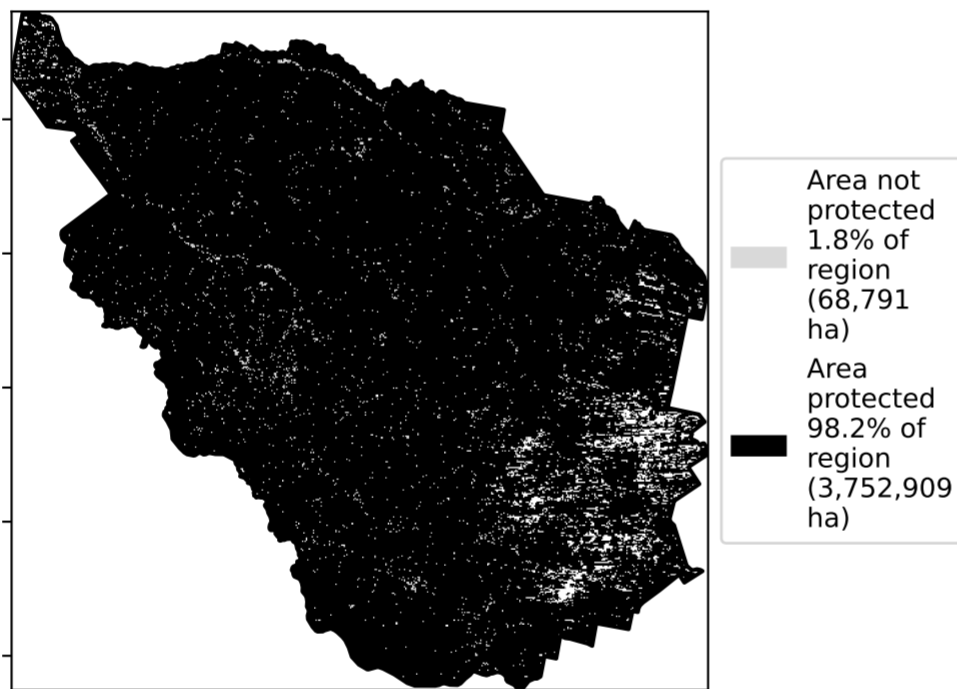 Area not
protected
1.8% of
region
(68,791
ha)
Area
protected
98.2% of
region
(3,752,909
ha)